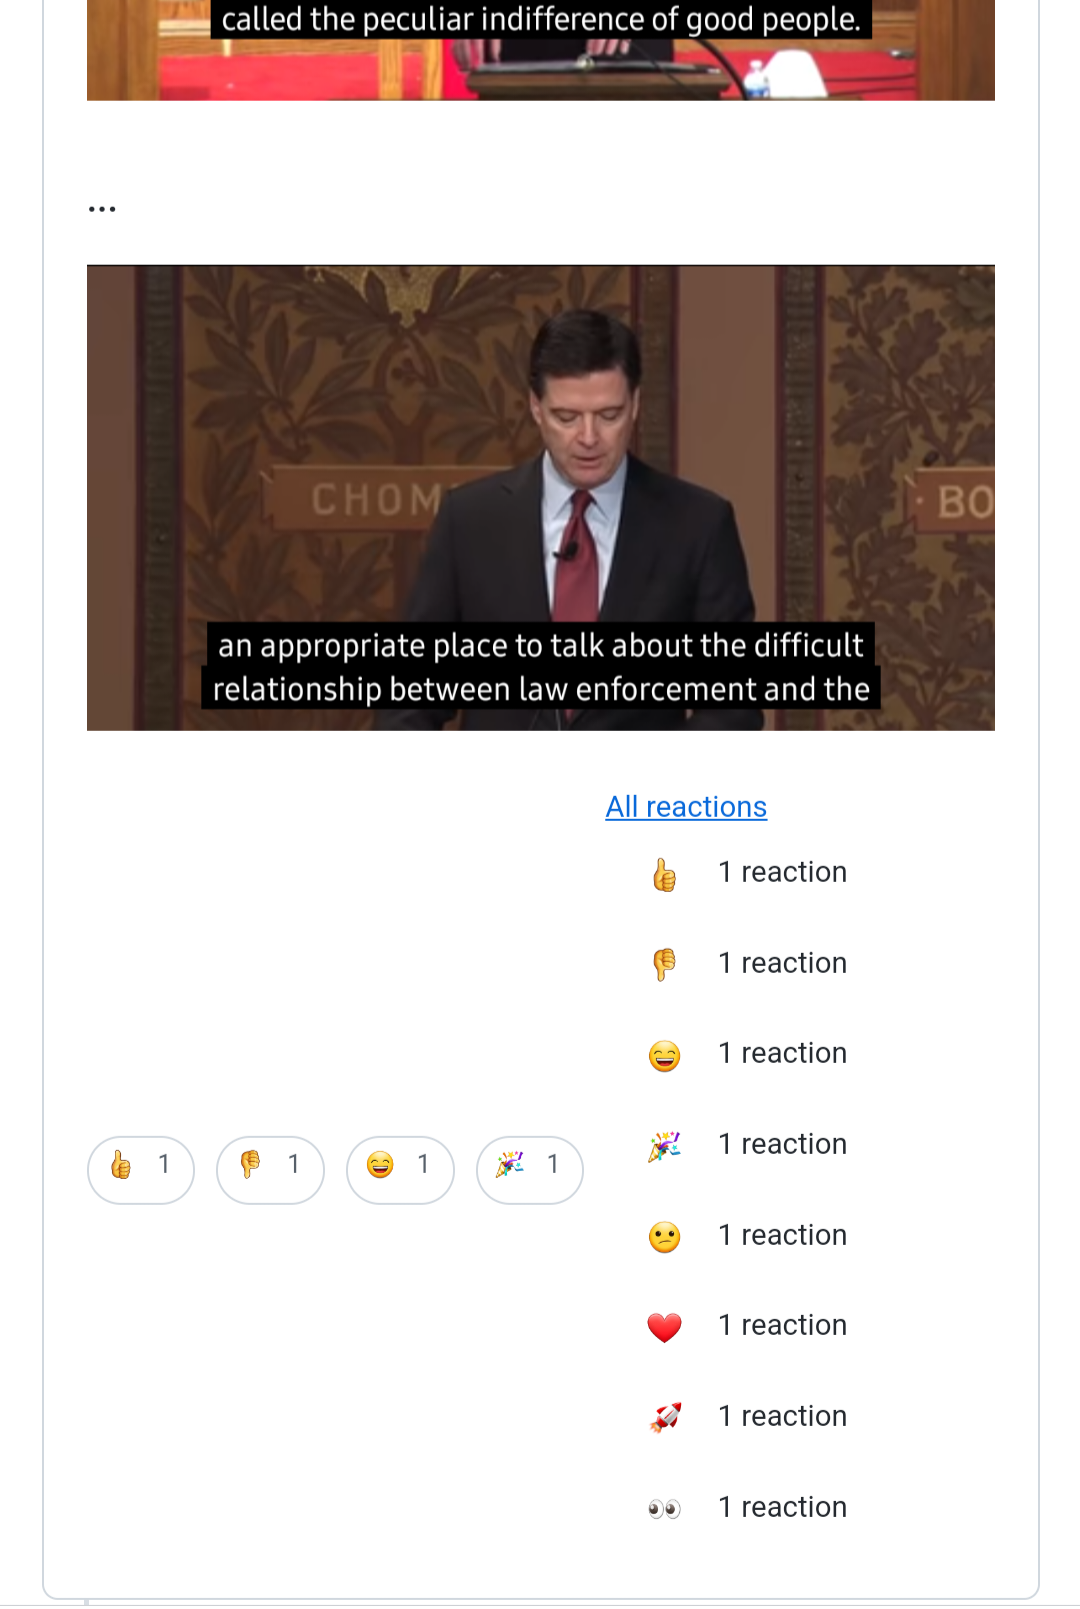 called the peculiar indifference of good people.
...
CHOM
BO
an appropriate place to talk about the difficult
relationship between law enforcement and the
All reactions
👍 1 reaction
👎 1 reaction
😄 1 reaction
🎉 1 reaction
😕 1 reaction
❤️ 1 reaction
🚀 1 reaction
👀 1 reaction
👍 1 👎 1 😄 1 🎉 1